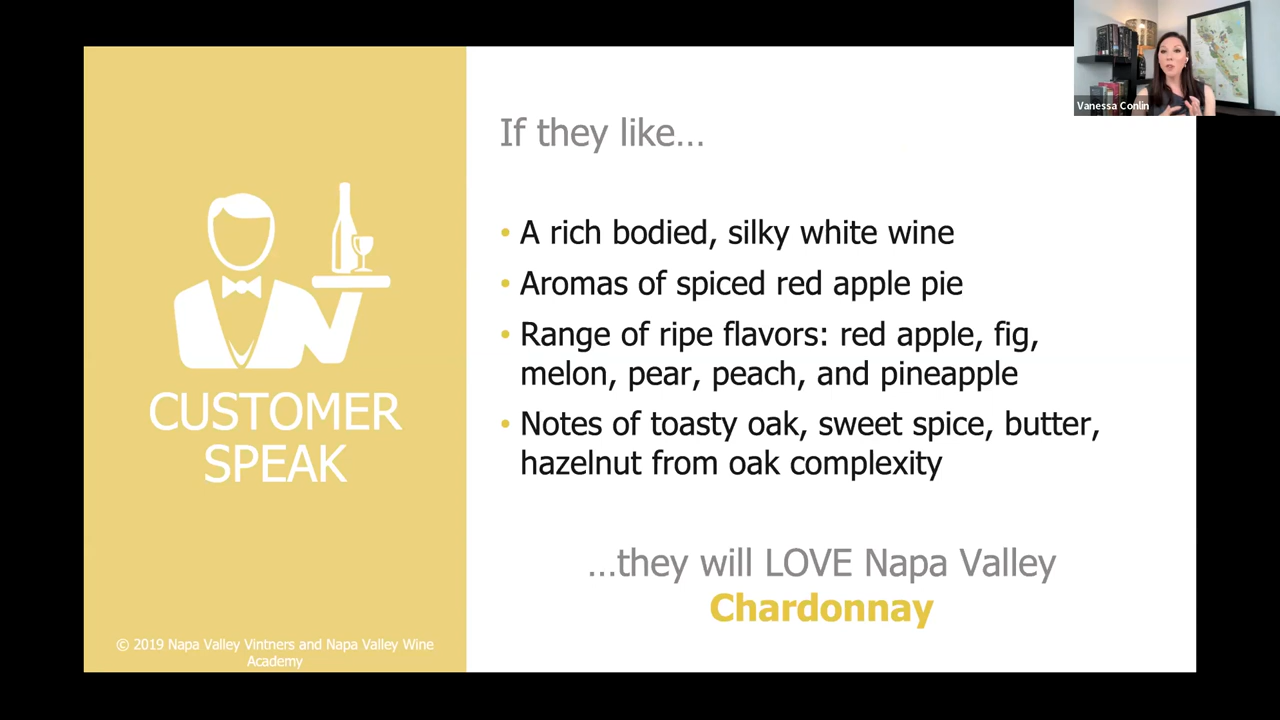 Vanessa Conlin
If they like...
• A rich bodied, silky white wine
• Aromas of spiced red apple pie
• Range of ripe flavors: red apple, fig,
melon, pear, peach, and pineapple
• Notes of toasty oak, sweet spice, butter,
hazelnut from oak complexity
...they will LOVE Napa Valley
Chardonnay
CUSTOMER
SPEAK
© 2019 Napa Valley Vintners and Napa Valley Wine
Academy